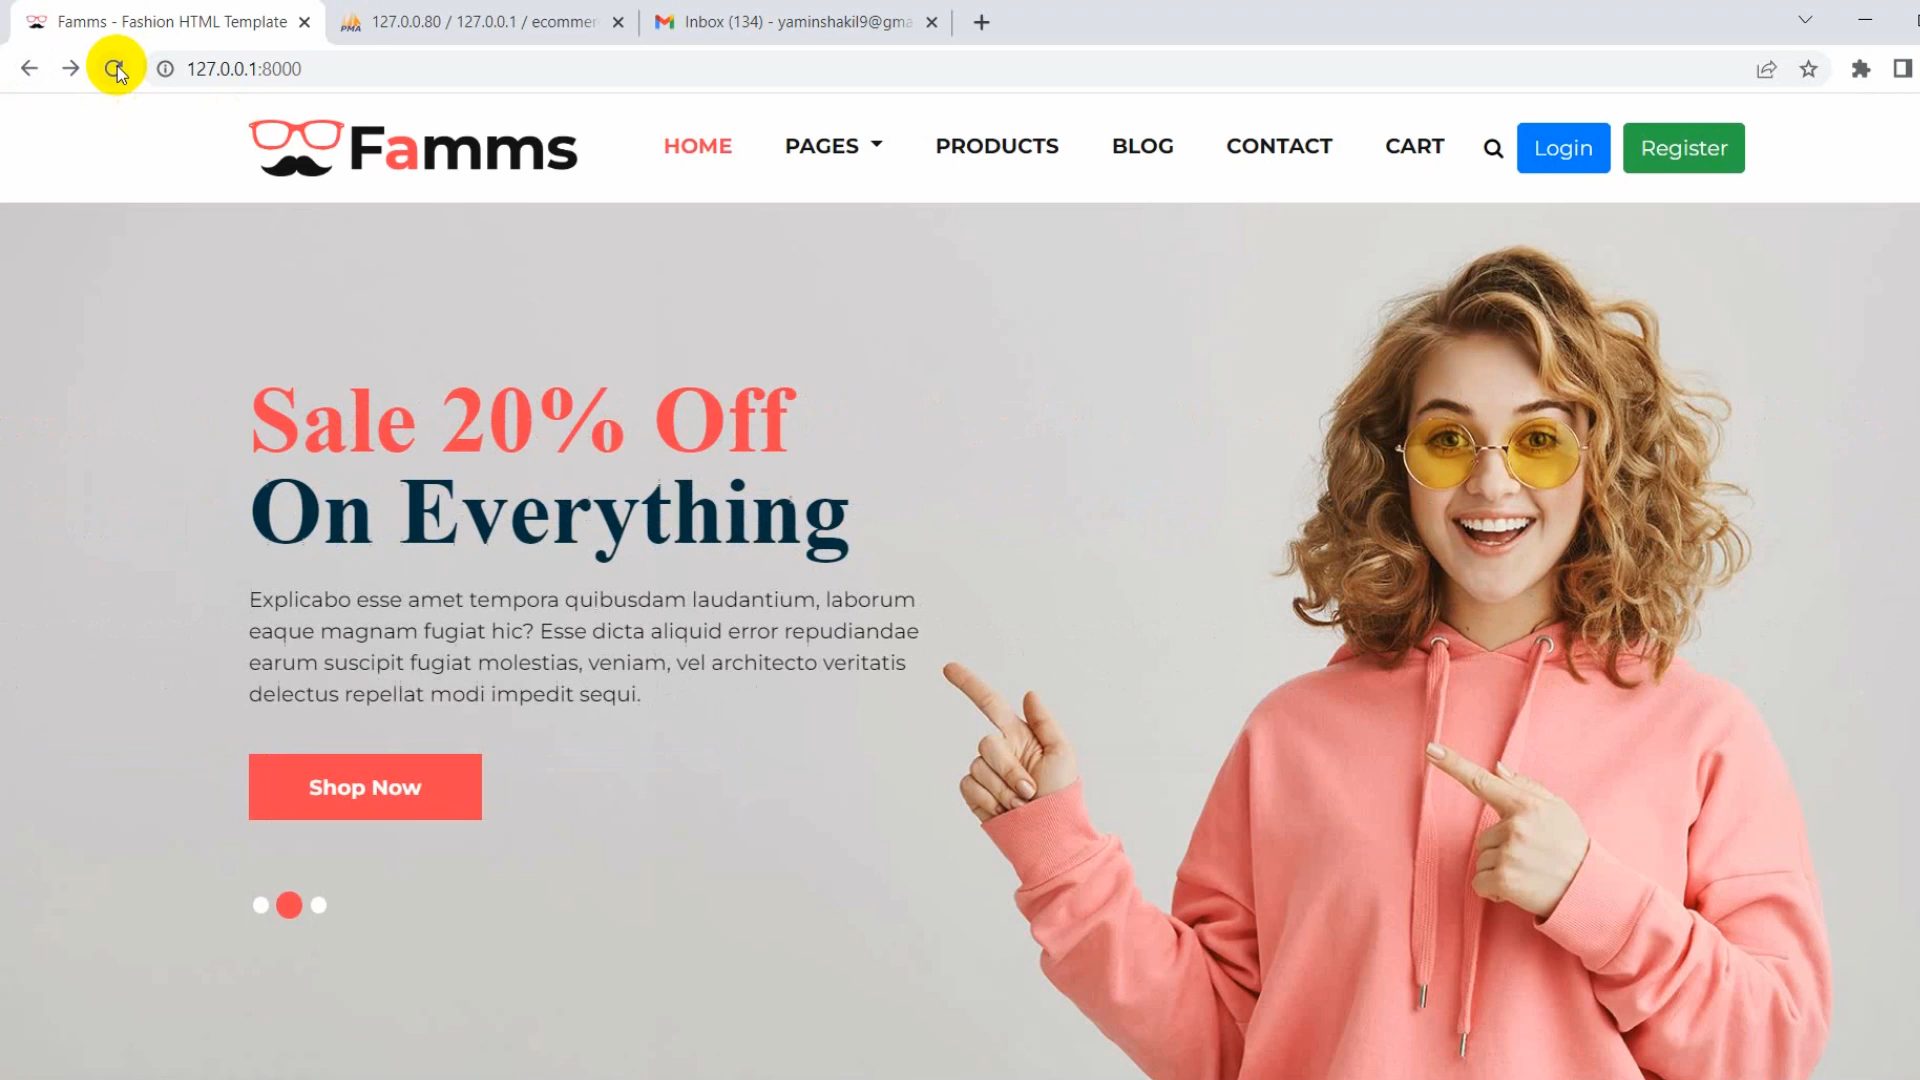 Famms - Fashion HTML Template
127.0.0.80 / 127.0.0.1 / ecommer
Inbox (134) - yaminshakil9@gma
127.0.0.1:8000
Famms
HOME
PAGES
PRODUCTS
BLOG
CONTACT
CART
Login
Register
Sale 20% Off
On Everything
Explicabo esse amet tempora quibusdam laudantium, laborum
eaque magnam fugiat hic? Esse dicta aliquid error repudiandae
earum suscipit fugiat molestias, veniam, vel architecto veritatis
delectus repellat modi impedit sequi.
Shop Now